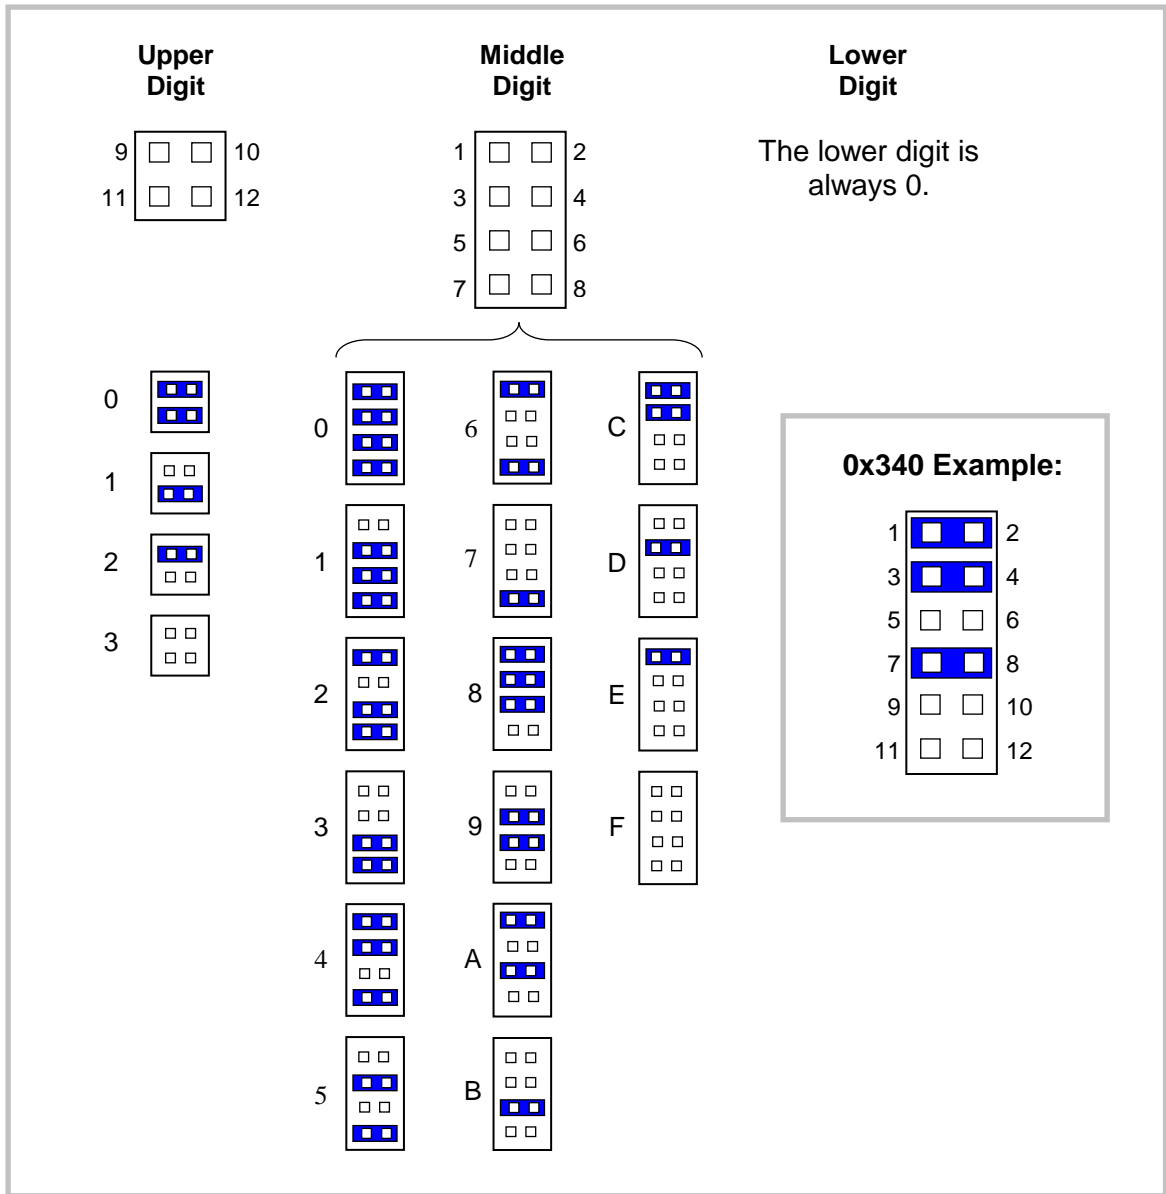 Upper
Digit
Middle
Digit
Lower
Digit
9 10
11 12
1 2
3 4
5 6
7 8
The lower digit is
always 0.
0
1
2
3
0
1
2
3
4
5
6
7
8
9
A
B
C
D
E
F
0x340 Example:
1 2
3 4
5 6
7 8
9 10
11 12